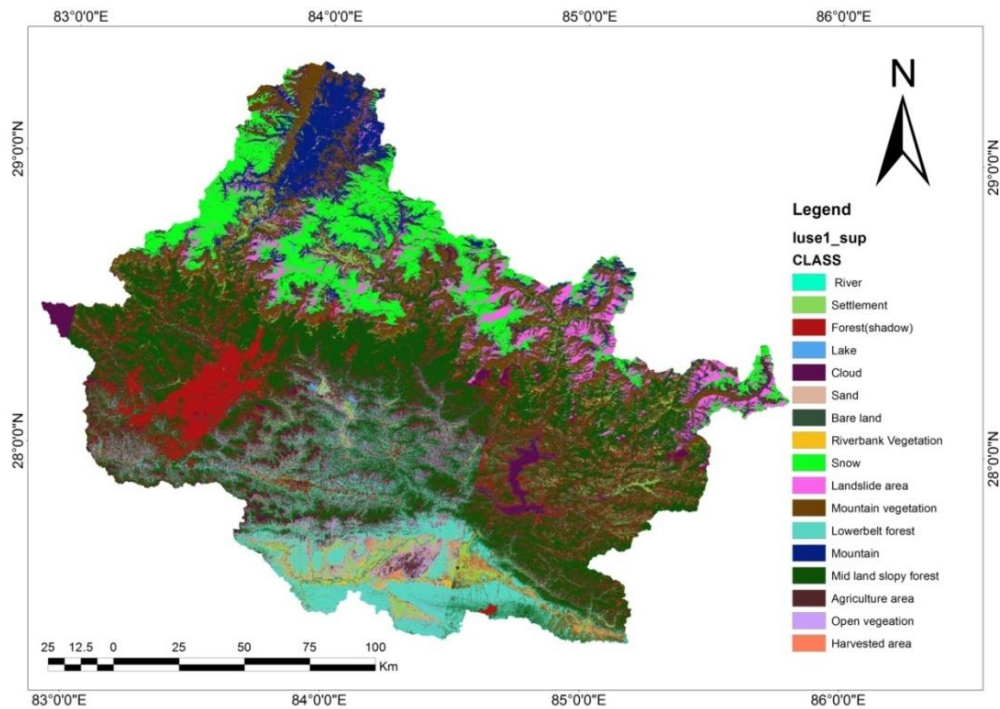 83°0'0"E 84°0'0"E 85°0'0"E 86°0'0"E
29°0'0"N
29°0'0"N
28°0'0"N
28°0'0"N
N
Legend
luse1_sup
CLASS
River
Settlement
Forest(shadow)
Lake
Cloud
Sand
Bare land
Riverbank Vegetation
Snow
Landslide area
Mountain vegetation
Lowerbelt forest
Mountain
Mid land slopy forest
Agriculture area
Open vegeation
Harvested area
25 12.5 0 25 50 75 100
Km
83°0'0"E 84°0'0"E 85°0'0"E 86°0'0"E